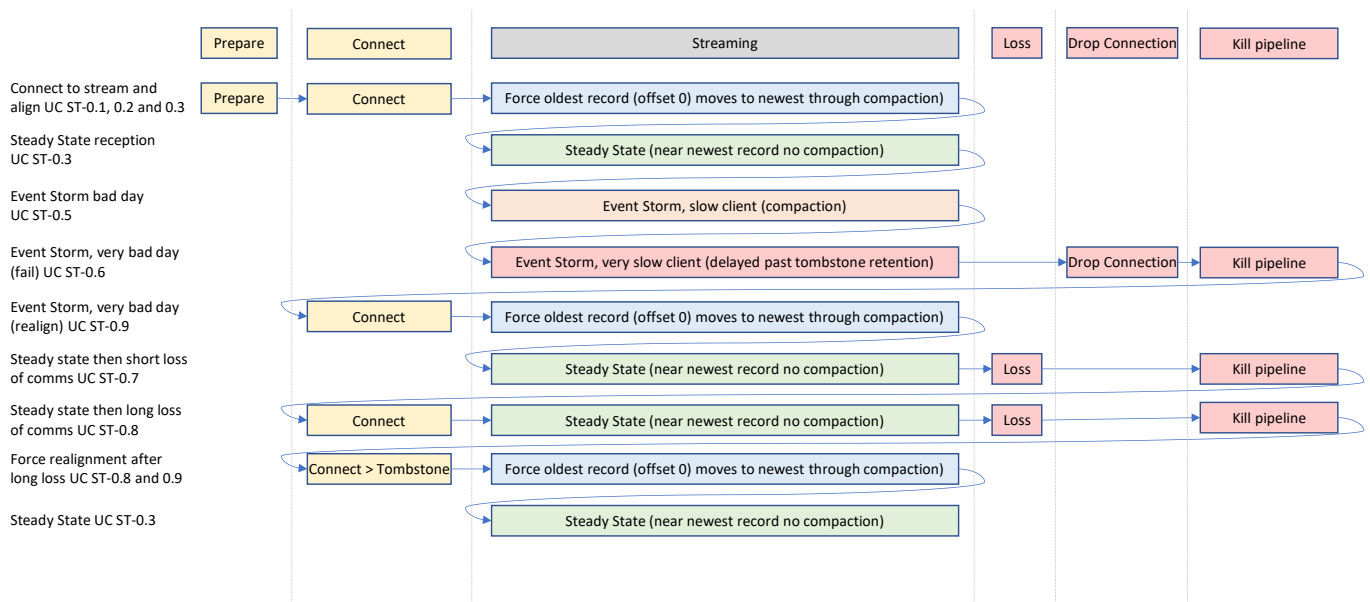 Prepare
Connect
Streaming
Loss
Drop Connection
Kill pipeline
Connect to stream and
align UC ST-0.1, 0.2 and 0.3
Prepare
Connect
Force oldest record (offset 0) moves to newest through compaction)
Steady State reception
UC ST-0.3
Steady State (near newest record no compaction)
Event Storm bad day
UC ST-0.5
Event Storm, slow client (compaction)
Event Storm, very bad day
(fail) UC ST-0.6
Event Storm, very slow client (delayed past tombstone retention)
Drop Connection
Kill pipeline
Event Storm, very bad day
(realign) UC ST-0.9
Connect
Force oldest record (offset 0) moves to newest through compaction)
Steady state then short loss
of comms UC ST-0.7
Steady State (near newest record no compaction)
Loss
Kill pipeline
Steady state then long loss
of comms UC ST-0.8
Connect
Steady State (near newest record no compaction)
Loss
Kill pipeline
Force realignment after
long loss UC ST-0.8 and 0.9
Connect > Tombstone
Force oldest record (offset 0) moves to newest through compaction)
Steady State UC ST-0.3
Steady State (near newest record no compaction)